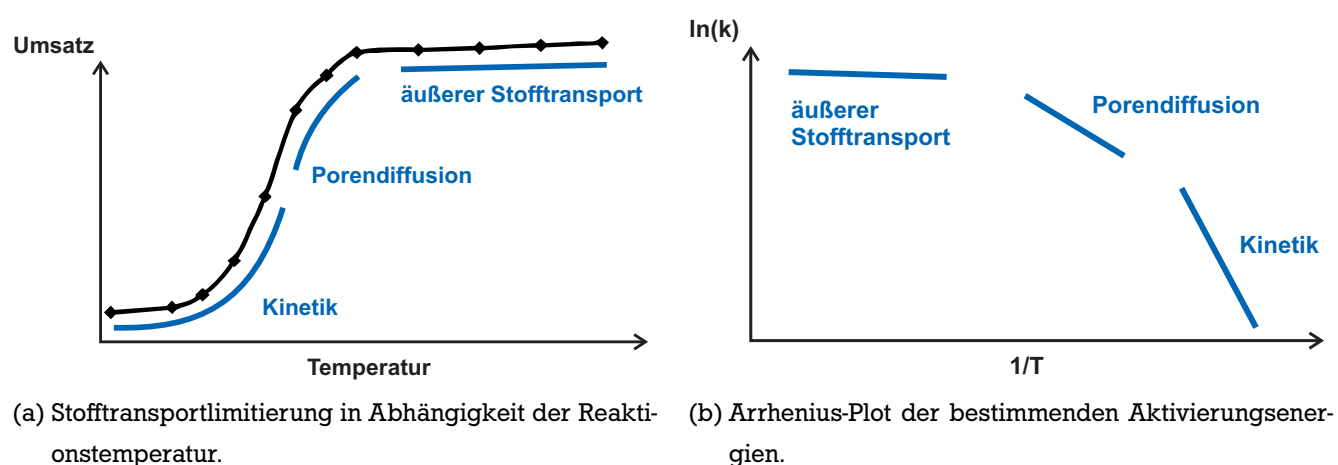 Umsatz
äußerer Stofftransport
Porendiffusion
Kinetik
Temperatur
(a) Stofftransportlimitierung in Abhängigkeit der Reakti-
onstemperatur.
ln(k)
äußerer
Stofftransport
Porendiffusion
Kinetik
1/T
(b) Arrhenius-Plot der bestimmenden Aktivierungsener-
gien.